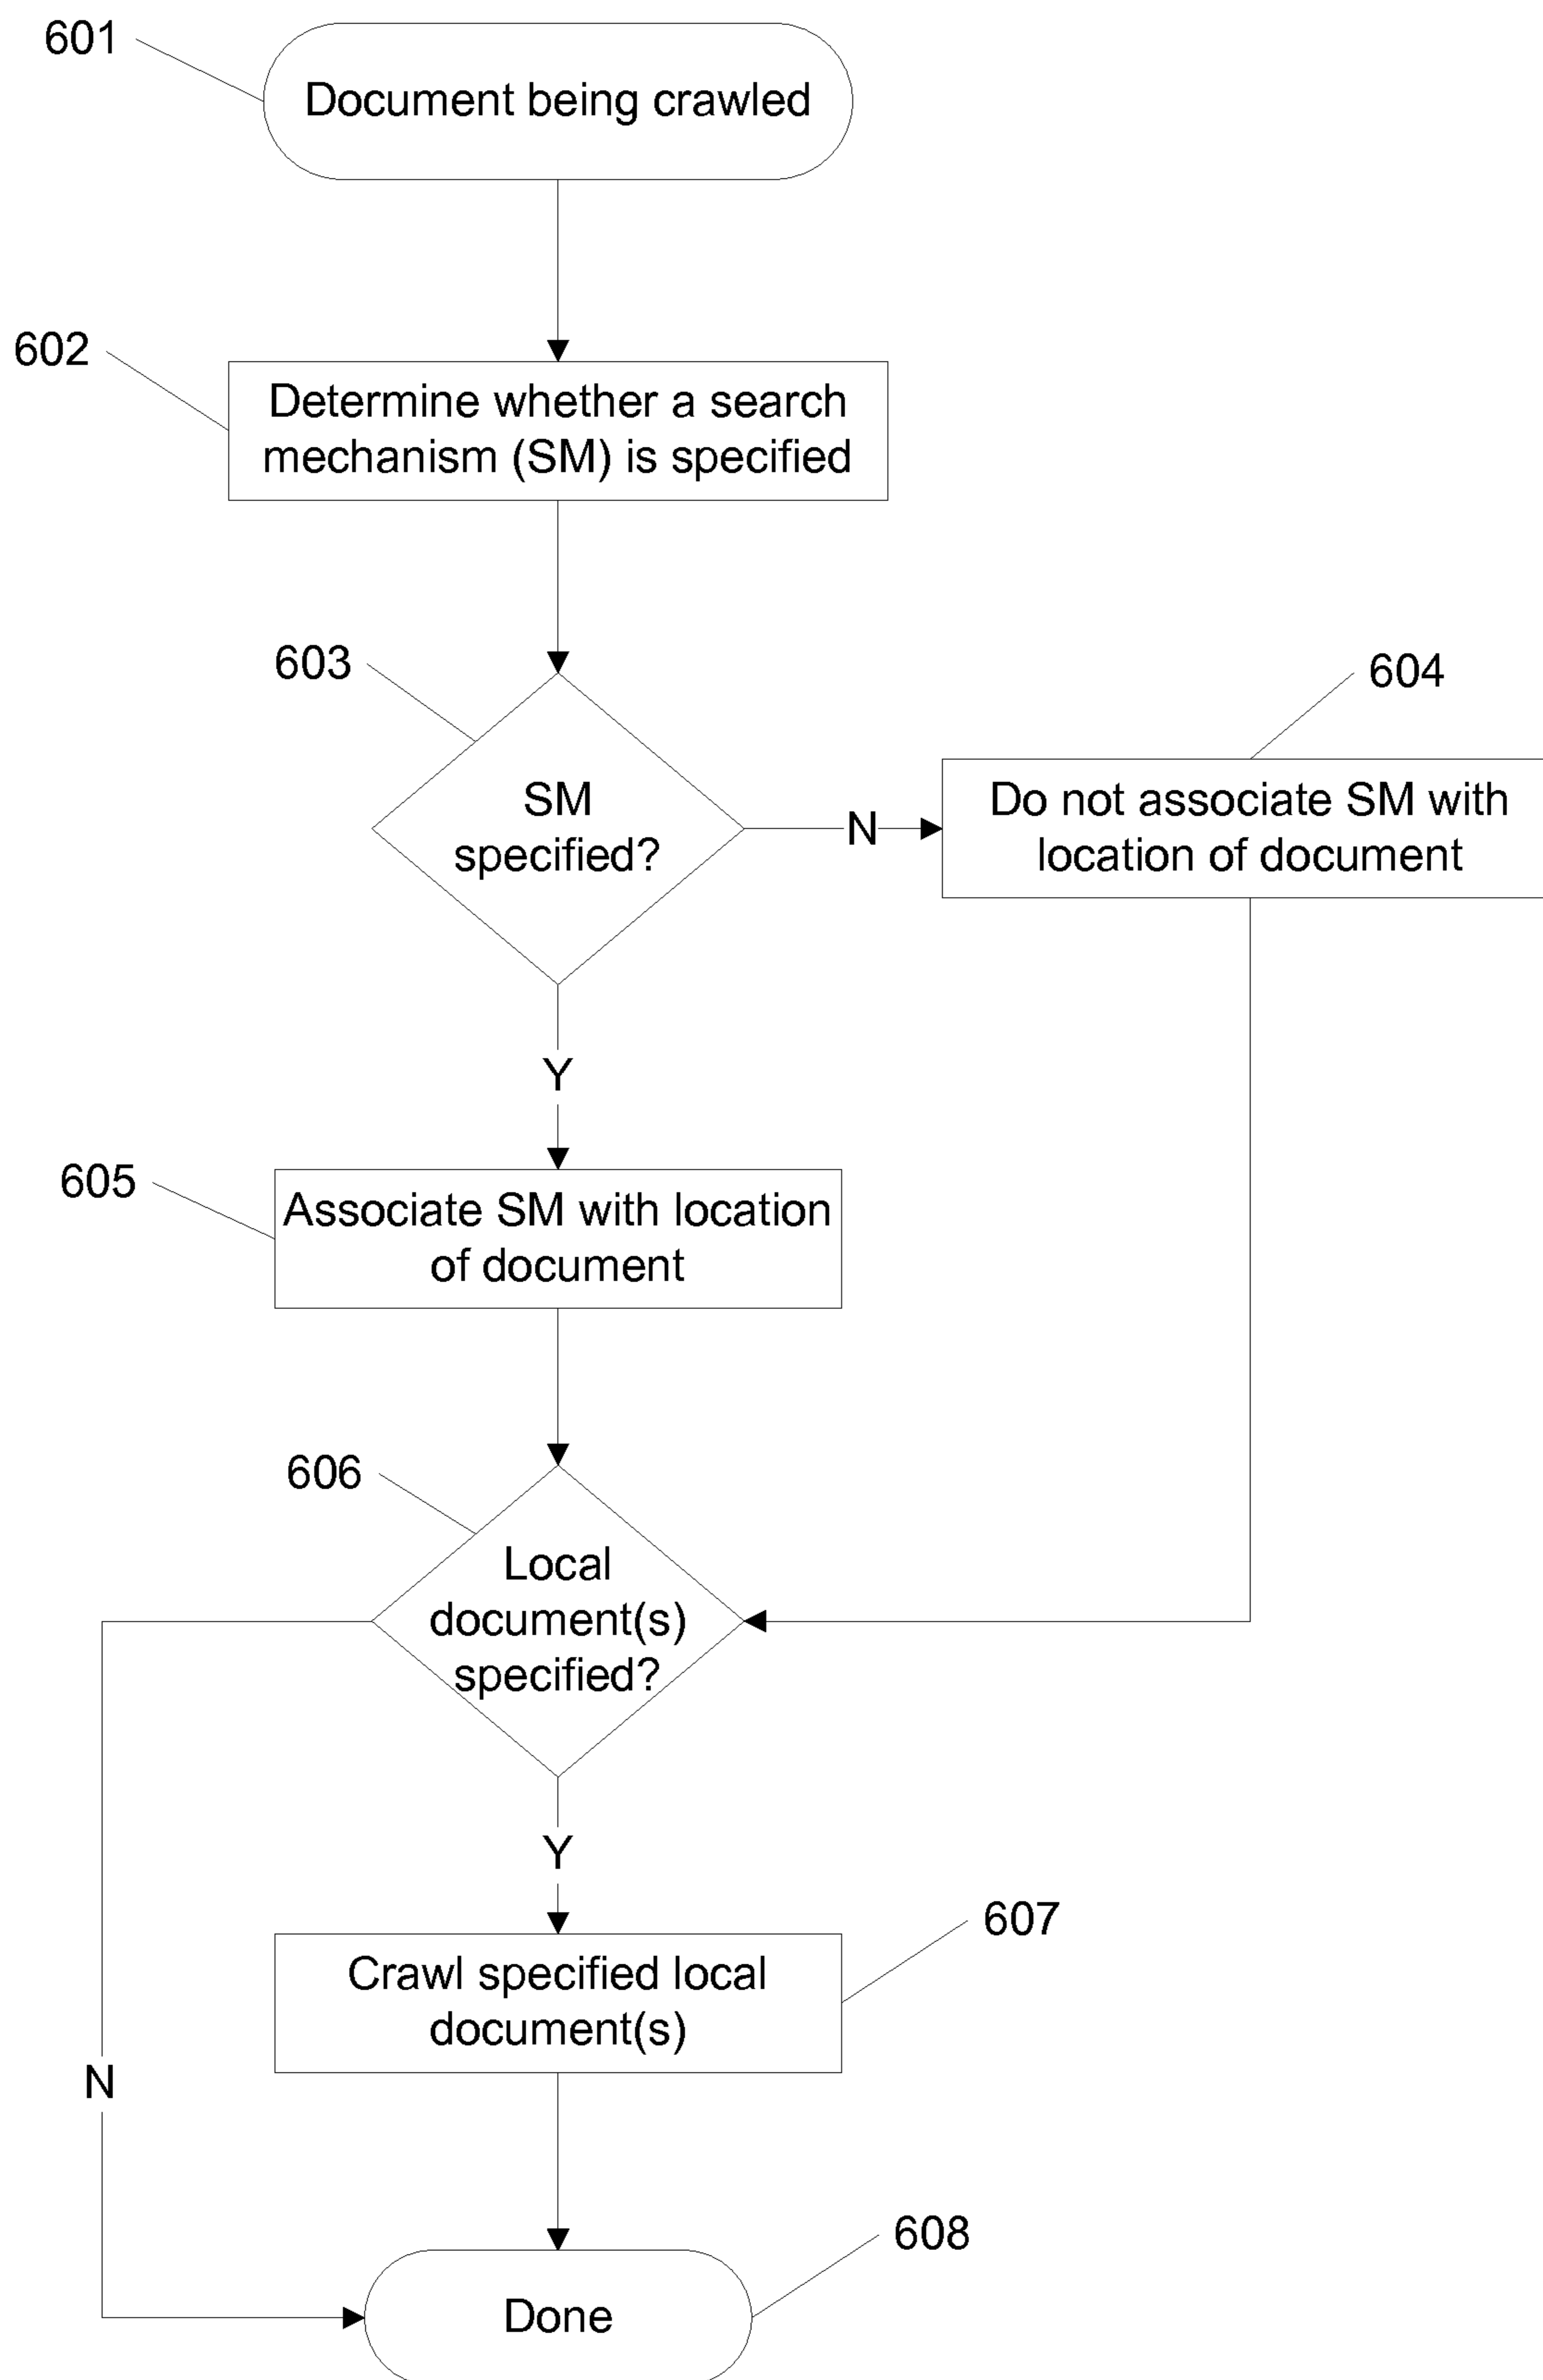 601
Document being crawled
602
Determine whether a search
mechanism (SM) is specified
603
SM
specified?
N
604
Do not associate SM with
location of document
Y
605
Associate SM with location
of document
606
Local
document(s)
specified?
Y
607
Crawl specified local
document(s)
N
608
Done